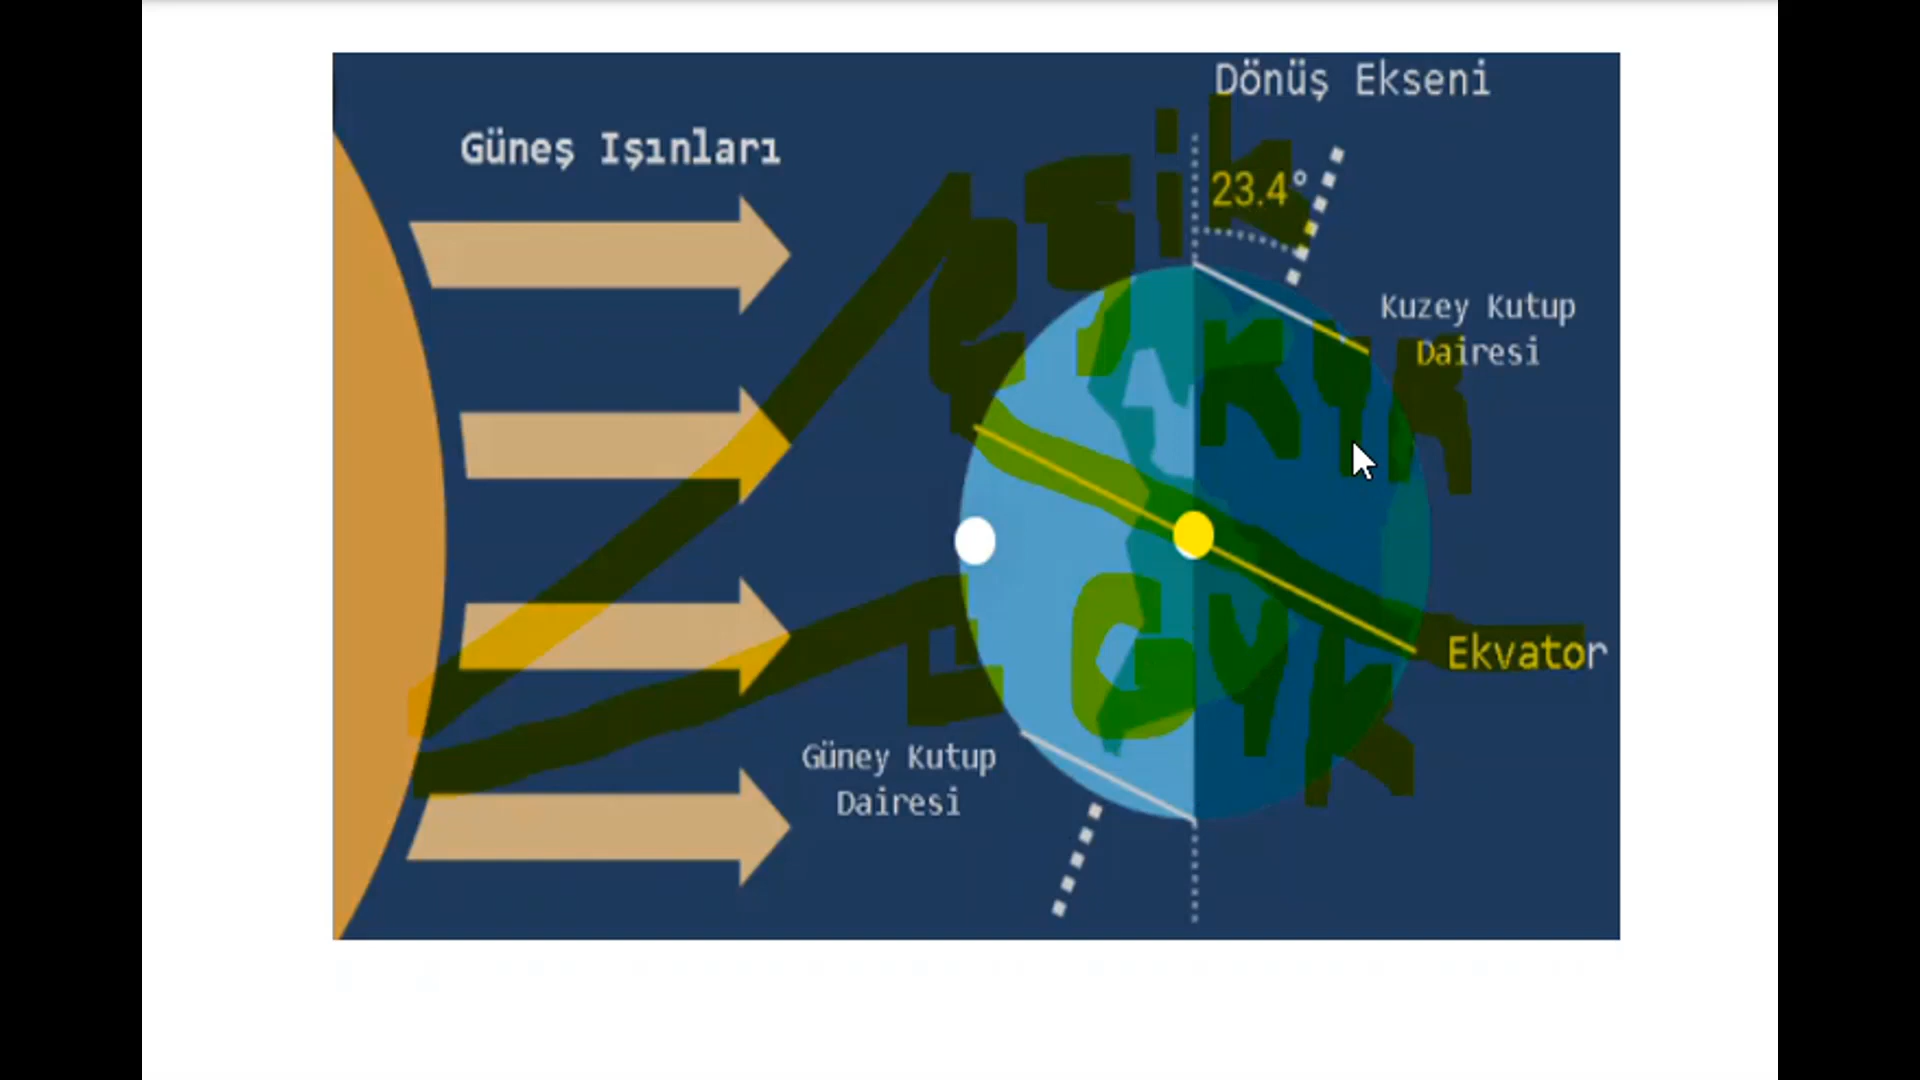 Dönüş Ekseni
Güneş Işınları
23.4°
Kuzey Kutup
Dairesi
KYK
GYK
Ekvator
Güney Kutup
Dairesi